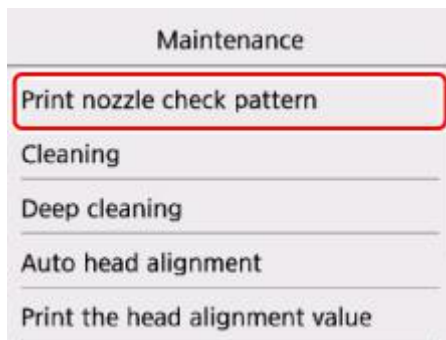 Maintenance
Print nozzle check pattern
Cleaning
Deep cleaning
Auto head alignment
Print the head alignment value